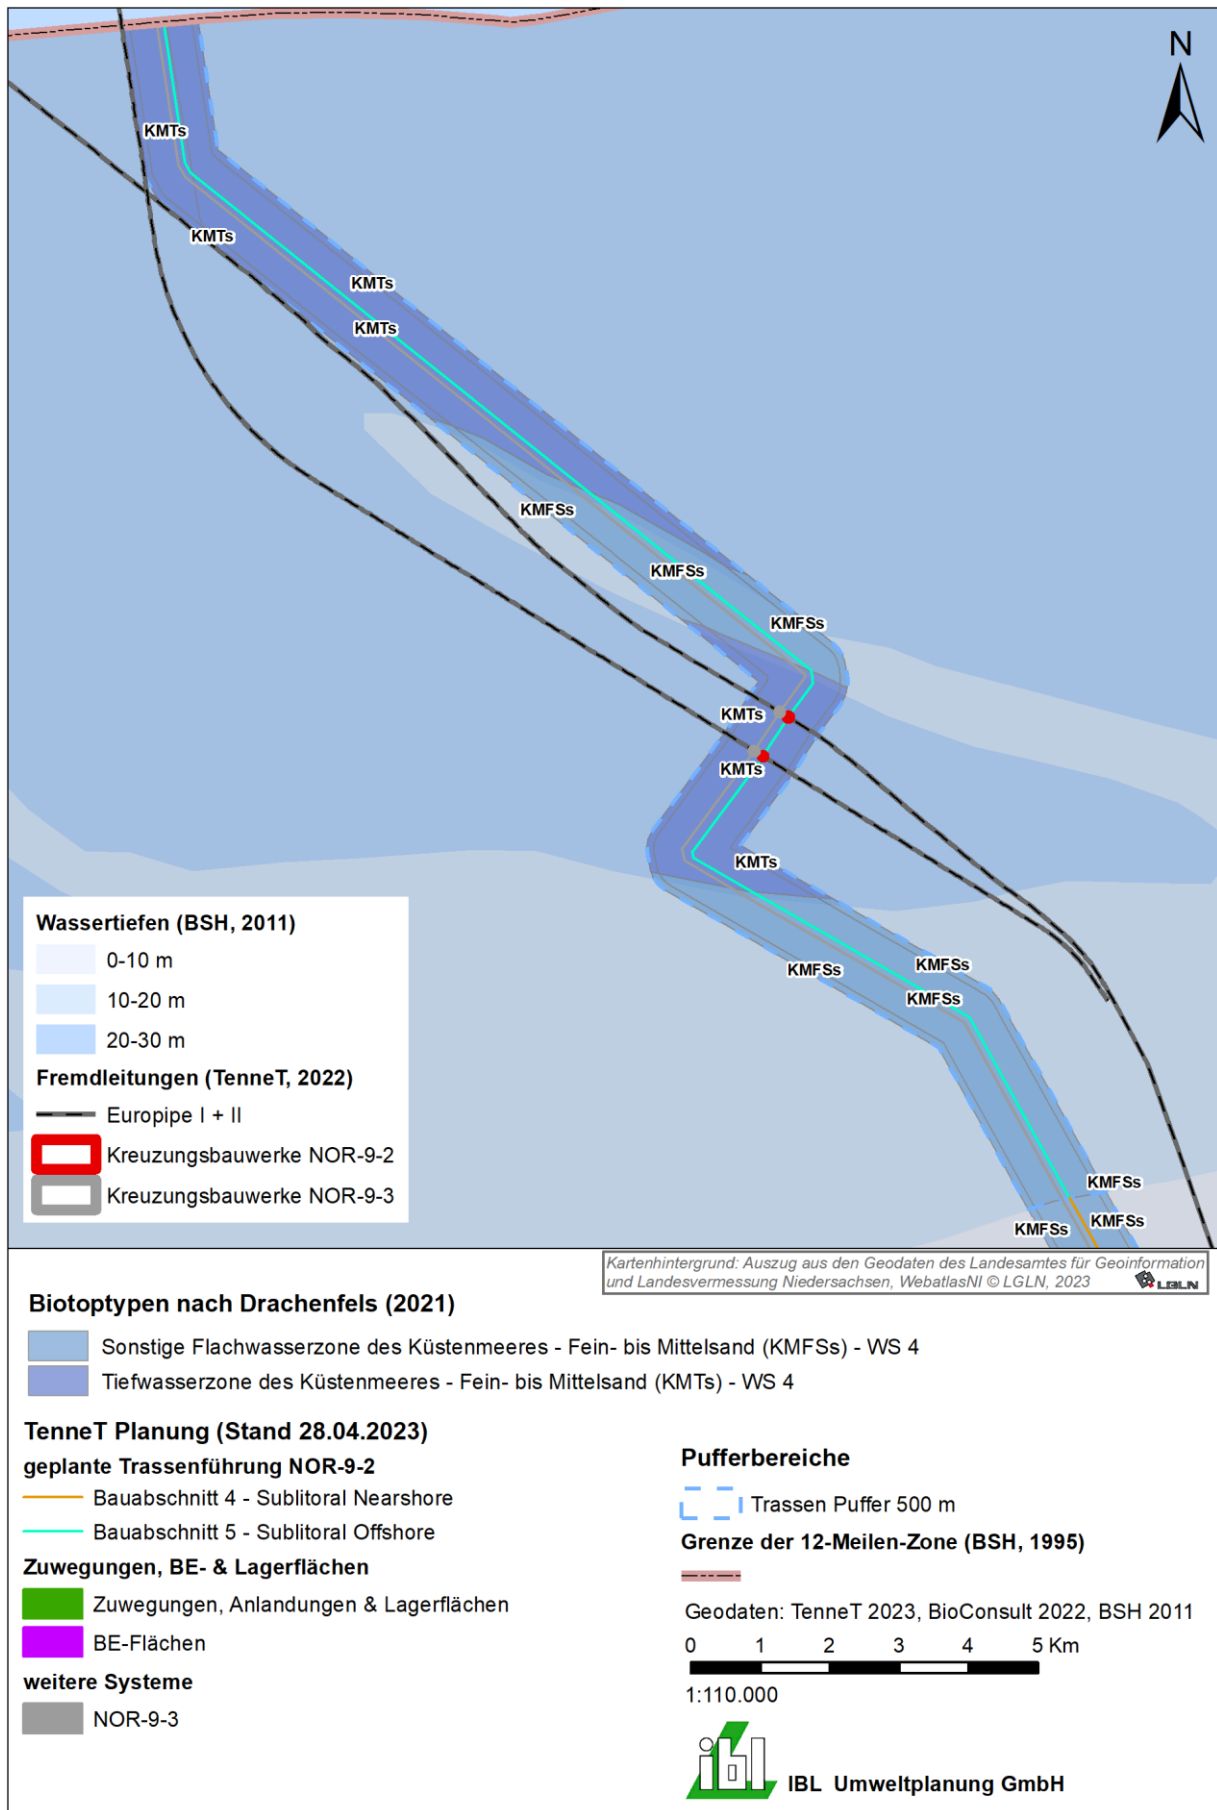 N
KMTs
KMTs
KMTs
KMTs
KMFSs
KMFSs
KMFSs
KMTs
KMTs
KMTs
KMFSs
KMFSs
KMFSs
KMFSs
KMFSs
KMFSs
Wassertiefen (BSH, 2011)
0-10 m
10-20 m
20-30 m
Fremdleitungen (TenneT, 2022)
Europipe I + II
Kreuzungsbauwerke NOR-9-2
Kreuzungsbauwerke NOR-9-3
Kartenhintergrund: Auszug aus den Geodaten des Landesamtes für Geoinformation
und Landesvermessung Niedersachsen, WebatlasNI © LGLN, 2023
LGLN
Biotoptypen nach Drachenfels (2021)
Sonstige Flachwasserzone des Küstenmeeres - Fein- bis Mittelsand (KMFSs) - WS 4
Tiefwasserzone des Küstenmeeres - Fein- bis Mittelsand (KMTs) - WS 4
TenneT Planung (Stand 28.04.2023)
geplante Trassenführung NOR-9-2
Bauabschnitt 4 - Sublitoral Nearshore
Bauabschnitt 5 - Sublitoral Offshore
Zuwegungen, BE- & Lagerflächen
Zuwegungen, Anlandungen & Lagerflächen
BE-Flächen
weitere Systeme
NOR-9-3
Pufferbereiche
Trassen Puffer 500 m
Grenze der 12-Meilen-Zone (BSH, 1995)
Geodaten: TenneT 2023, BioConsult 2022, BSH 2011
0 1 2 3 4 5 Km
1:110.000
ibl
IBL Umweltplanung GmbH